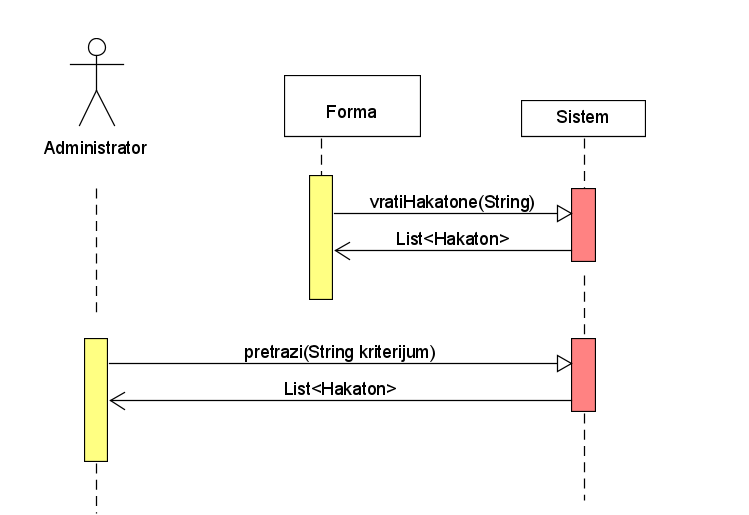 Forma
Sistem
Administrator
vratiHakatone(String)
List<Hakaton>
pretrazi(String kriterijum)
List<Hakaton>